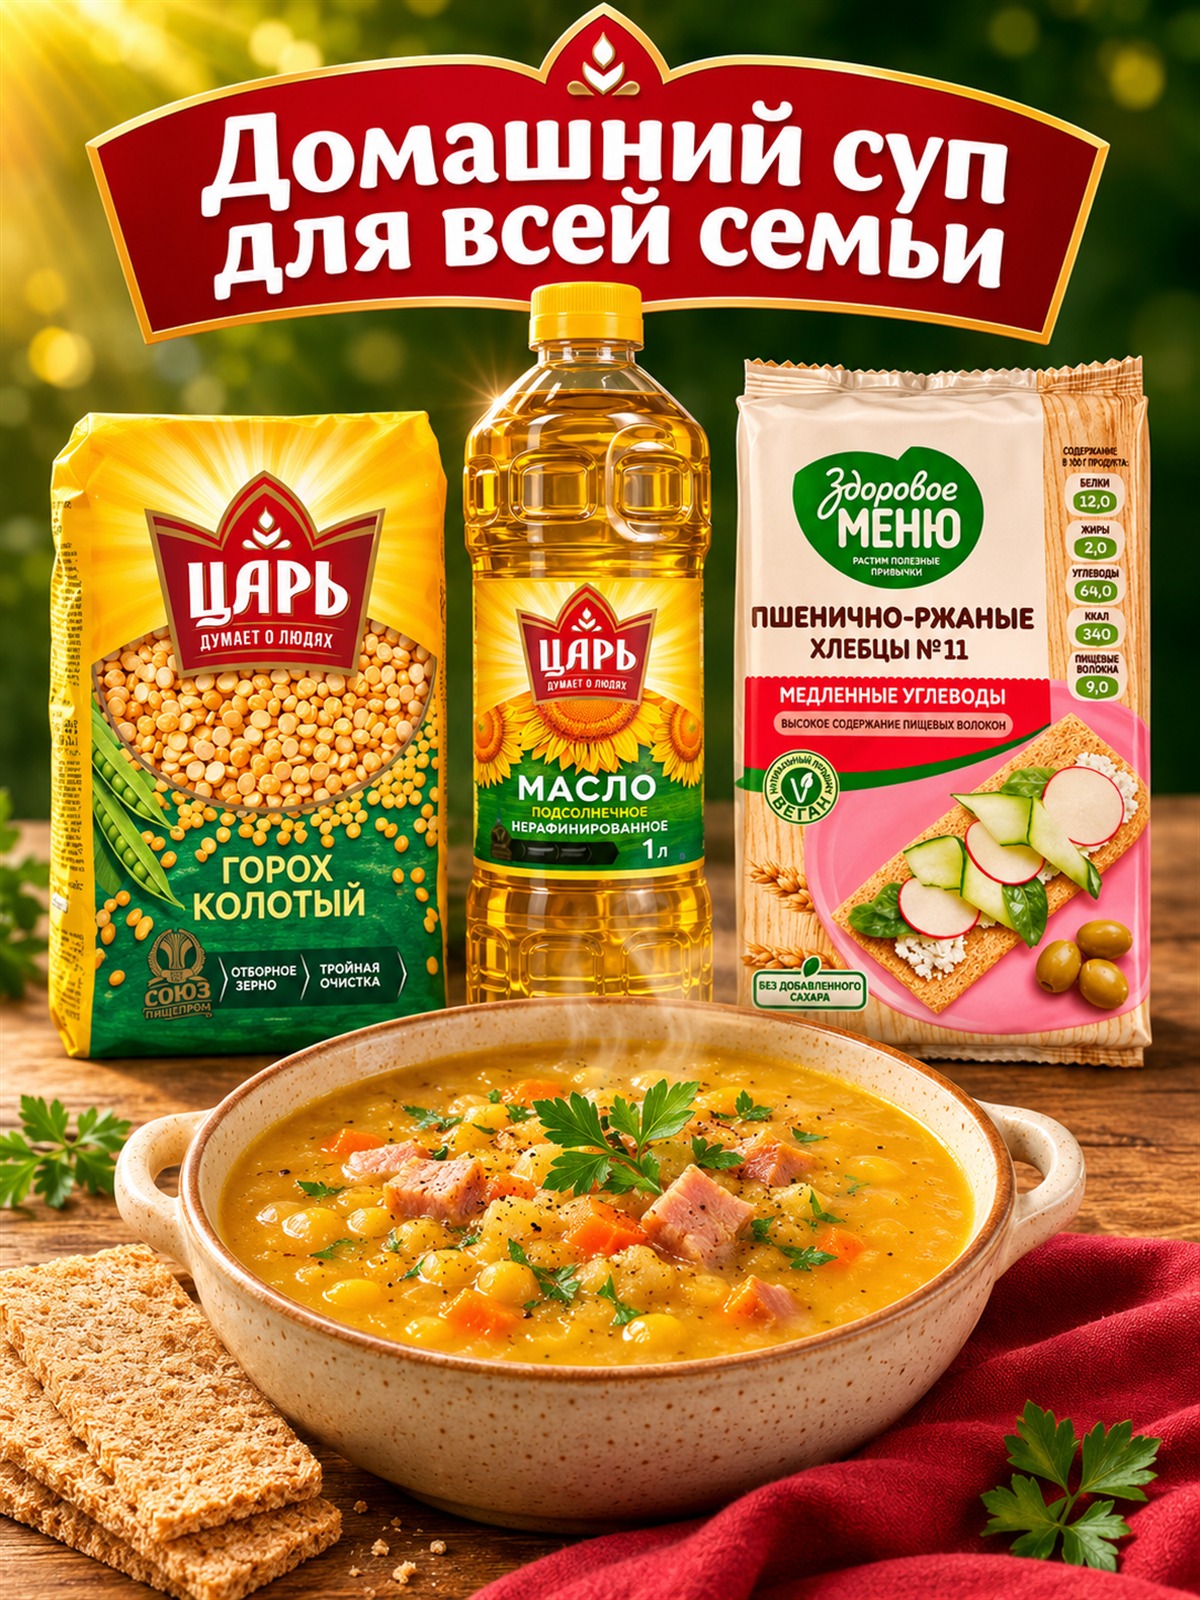 Домашний суп
для всей семьи
ЦАРЬ
ДУМАЕТ О ЛЮДЯХ
ГОРОХ
КОЛОТЫЙ
СОЮЗ
ПИЩЕПРОМ
ОТБОРНОЕ
ЗЕРНО
ТРОЙНАЯ
ОЧИСТКА
ЦАРЬ
ДУМАЕТ О ЛЮДЯХ
МАСЛО
ПОДСОЛНЕЧНОЕ
НЕРАФИНИРОВАННОЕ
1 л
Здоровое
МЕНЮ
РАСТИМ ПОЛЕЗНЫЕ
ПРИВЫЧКИ
ПШЕНИЧНО-РЖАНЫЕ
ХЛЕБЦЫ №11
МЕДЛЕННЫЕ УГЛЕВОДЫ
ВЫСОКОЕ СОДЕРЖАНИЕ ПИЩЕВЫХ ВОЛОКОН
ВЕГАН
БЕЗ ДОБАВЛЕННОГО
САХАРА
СОДЕРЖАНИЕ
В 100 Г ПРОДУКТА:
БЕЛКИ
12,0
ЖИРЫ
2,0
УГЛЕВОДЫ
64,0
ККАЛ
340
ПИЩЕВЫЕ
ВОЛОКНА
9,0